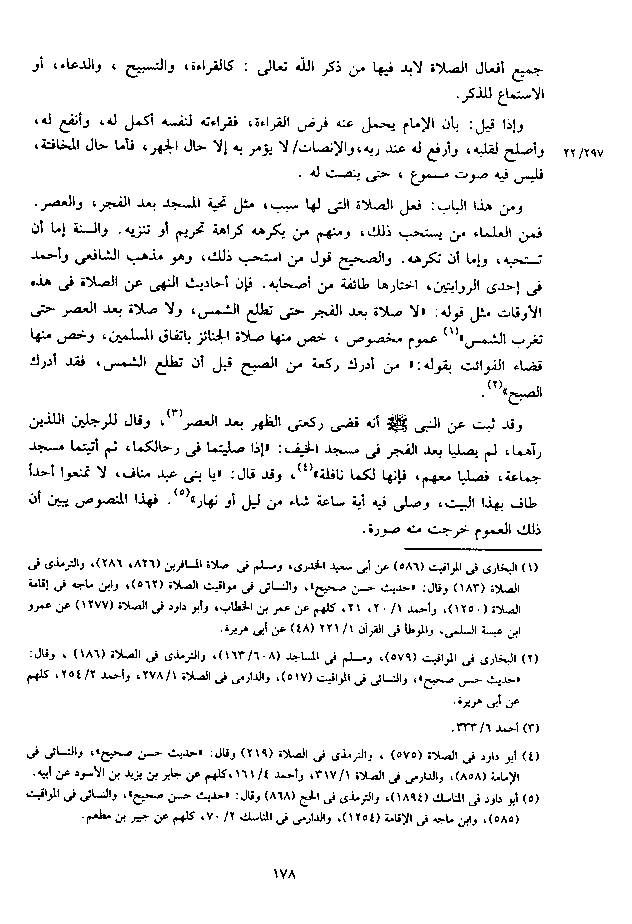 جميع أفعال الصلاة لابد فيها من ذكر الله تعالى : كالقراءة، والتسبيح ، والدعاء، أو
الاستماع للذكر.
وإذا قيل: بأن الإمام يحمل عنه فرض القراءة، فقراءته لنفسه أكمل له، وأنفع له،
٢٢/٢٩٧ وأصلح لقلبه، وأرفع له عند ربه، والإنصات/ لا يؤمر به إلا حال الجهر، فأما حال المخافتة،
فليس فيه صوت مسموع ، حتى ينصت له .
ومن هذا الباب: فعل الصلاة التى لها سبب، مثل تحية المسجد بعد الفجر، والعصر.
فمن العلماء من يستحب ذلك، ومنهم من يكرهه كراهة تحريم أو تنزيه. والسنة إما أن
تستحبه، وإما أن تكرهه. والصحيح قول من استحب ذلك، وهو مذهب الشافعى وأحمد
فى إحدى الروايتين، اختارها طائفة من أصحابه. فإن أحاديث النهى عن الصلاة فى هذه
الأوقات مثل قوله: «لا صلاة بعد الفجر حتى تطلع الشمس، ولا صلاة بعد العصر حتى
تغرب الشمس»(١) عموم مخصوص ، خص منها صلاة الجنائز باتفاق المسلمين، وخص منها
قضاء الفوائت بقوله: « من أدرك ركعة من الصبح قبل أن تطلع الشمس، فقد أدرك
الصبح»(٢).
وقد ثبت عن النبى ﷺ أنه قضى ركعتى الظهر بعد العصر(٣)، وقال للرجلين اللذين
رآهما، لم يصليا بعد الفجر فى مسجد الخيف: «إذا صليتما فى رحالكما، ثم أتيتما مسجد
جماعة، فصليا معهم، فإنها لكما نافلة»(٤)، وقد قال: «يا بنى عبد مناف، لا تمنعوا أحداً
طاف بهذا البيت، وصلى فيه أية ساعة شاء من ليل أو نهار»(٥). فهذا المنصوص يبين أن
ذلك العموم خرجت منه صورة.
(١) البخارى فى المواقيت (٥٨٦) عن أبى سعيد الخدرى، ومسلم فى صلاة المسافرين (٨٢٦، ٢٨٦)، والترمذى فى
الصلاة (١٨٣) وقال: «حديث حسن صحيح»، والنسائى فى مواقيت الصلاة (٥٦٢)، وابن ماجه فى إقامة
الصلاة (١٢٥٠)، وأحمد ١/ ٢٠، ٢١، كلهم عن عمر بن الخطاب، وأبو داود فى الصلاة (١٢٧٧) عن عمرو
ابن عبسة السلمى، والموطأ فى القرآن ١/ ٢٢١ (٤٨) عن أبى هريرة.
(٢) البخارى فى المواقيت (٥٧٩)، ومسلم فى المساجد (٦٠٨/ ١٦٣)، والترمذى فى الصلاة (١٨٦) ، وقال:
«حديث حسن صحيح»، والنسائى فى المواقيت (٥١٧)، والدارمى فى الصلاة ١/ ٢٧٨، وأحمد ٢/ ٢٥٤، كلهم
عن أبى هريرة.
(٣) أحمد ٦/ ٣٣٣.
(٤) أبو داود فى الصلاة (٥٧٥) ، والترمذى فى الصلاة (٢١٩) وقال: «حديث حسن صحيح»، والنسائى فى
الإمامة (٨٥٨)، والدارمى فى الصلاة ١/ ٣١٧، وأحمد ٤/ ١٦١،كلهم عن جابر بن يزيد بن الأسود عن أبيه.
(٥) أبو داود فى المناسك (١٨٩٤)، والترمذى فى الحج (٨٦٨) وقال: «حديث حسن صحيح»، والنسائى فى المواقيت
(٥٨٥)، وابن ماجه فى الإقامة (١٢٥٤)، والدارمى فى المناسك ٢/ ٧٠، كلهم عن جبير بن مطعم.
١٧٨